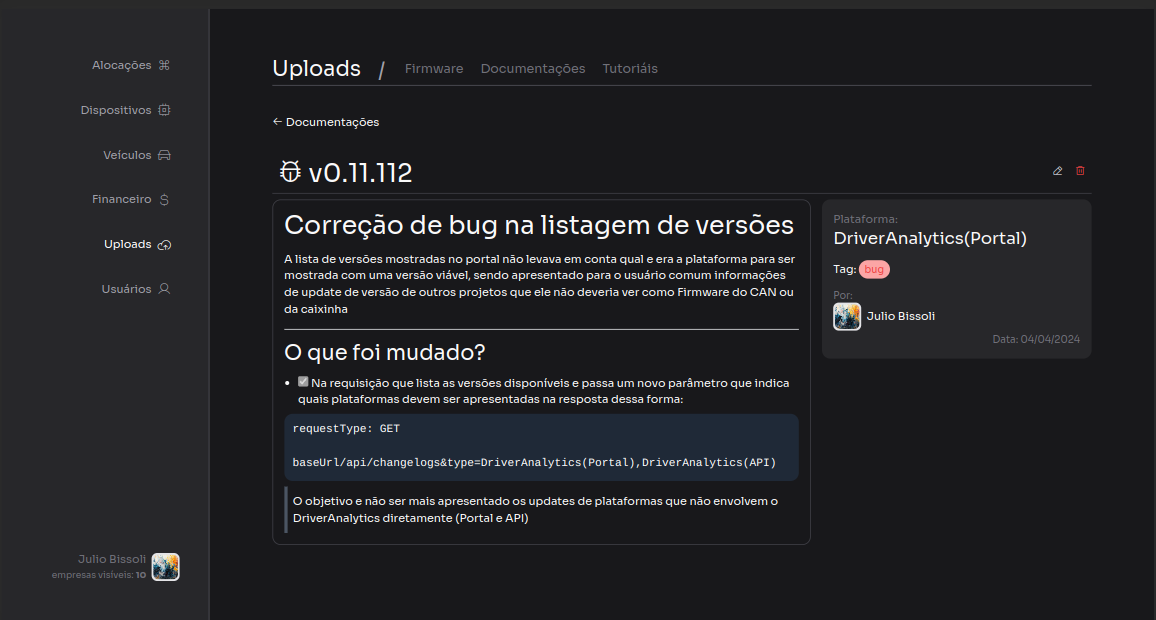 Alocações
Dispositivos
Veículos
Financeiro
Uploads
Usuários
Julio Bissoli
empresas visíveis: 10
Uploads / Firmware Documentações Tutoriáis
← Documentações
v0.11.112
Correção de bug na listagem de versões
A lista de versões mostradas no portal não levava em conta qual e era a plataforma para ser
mostrada com uma versão viável, sendo apresentado para o usuário comum informações
de update de versão de outros projetos que ele não deveria ver como Firmware do CAN ou
da caixinha
O que foi mudado?
Na requisição que lista as versões disponíveis e passa um novo parâmetro que indica
quais plataformas devem ser apresentadas na resposta dessa forma:
requestType: GET
baseUrl/api/changelogs&type=DriverAnalytics(Portal),DriverAnalytics(API)
O objetivo e não ser mais apresentado os updates de plataformas que não envolvem o
DriverAnalytics diretamente (Portal e API)
Plataforma:
DriverAnalytics(Portal)
Tag: bug
Por:
Julio Bissoli
Data: 04/04/2024